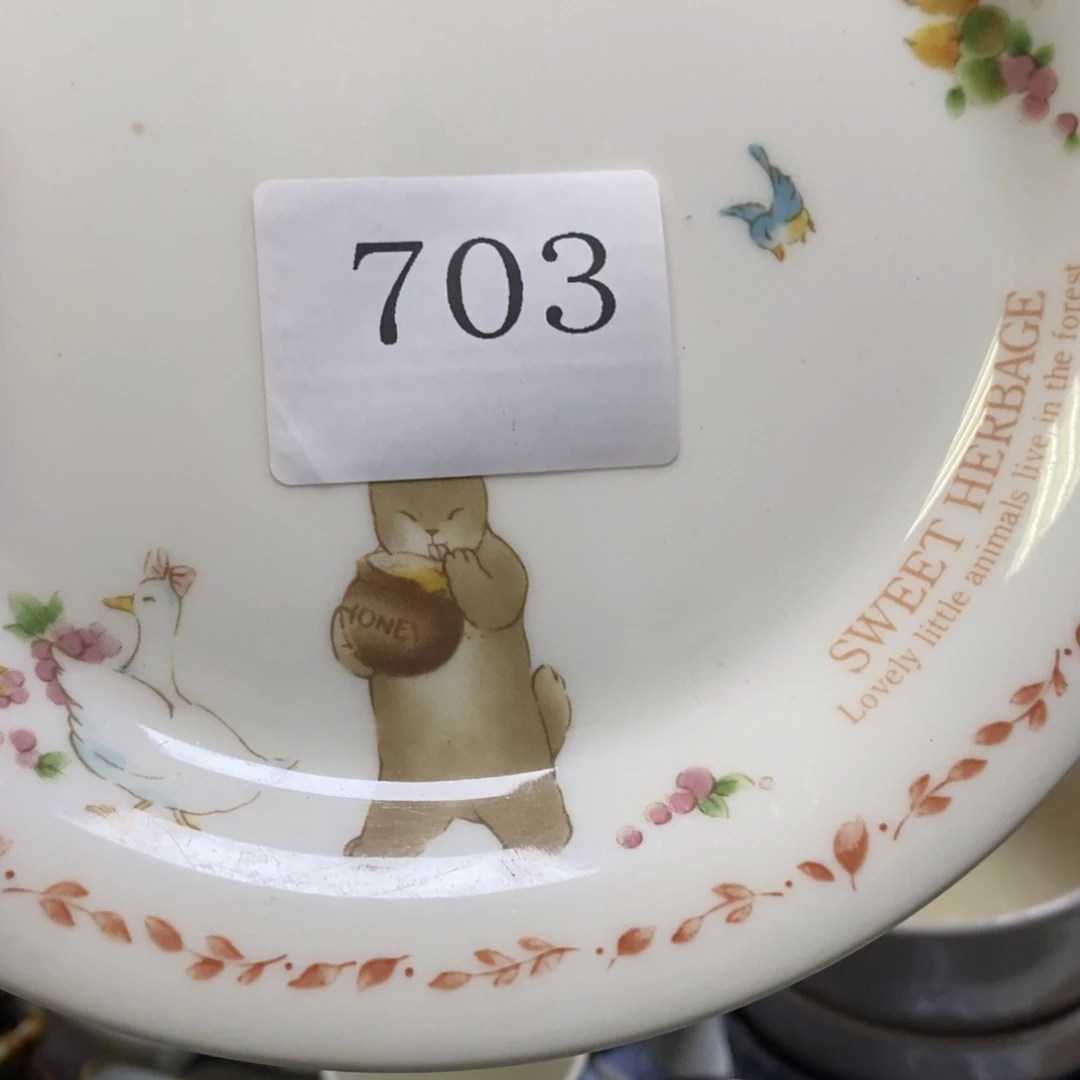 703
HONEY
SWEET HERBAGE
Lovely little animals live in the forest